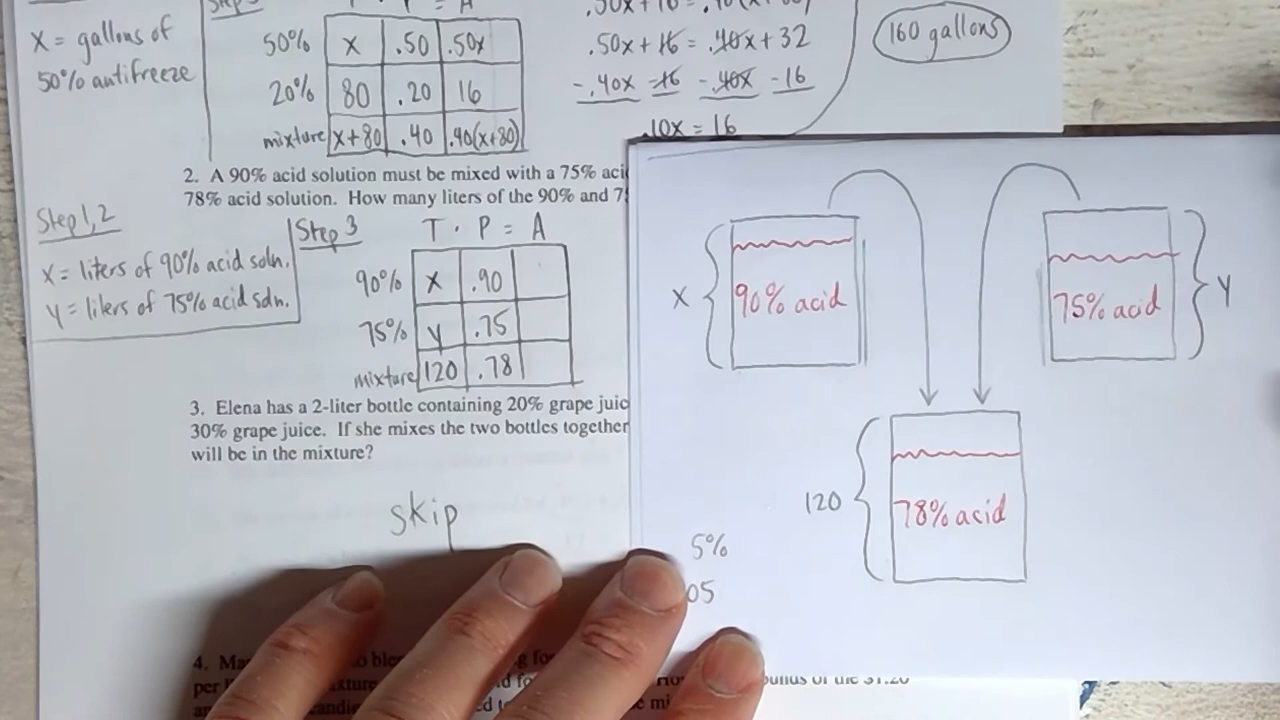 X = gallons of
50% antifreeze
T · P = A
50% x .50 .50x
20% 80 .20 16
mixture x+80 .40 .40(x+80)
.50x + 16 = .40x + 32
-.40x -16 -.40x -16
.10x = 16
160 gallons
2. A 90% acid solution must be mixed with a 75%
78% acid solution. How many liters of the 90% and
Step 1,2
X = liters of 90% acid soln.
Y = liters of 75% acid soln.
Step 3
T · P = A
90% X .90
75% Y .75
mixture 120 .78
3. Elena has a 2-liter bottle containing 20% grape
30% grape juice. If she mixes the two bottles together
will be in the mixture?
skip
X 90% acid
75% acid Y
120 78% acid
5%
05
4.
per